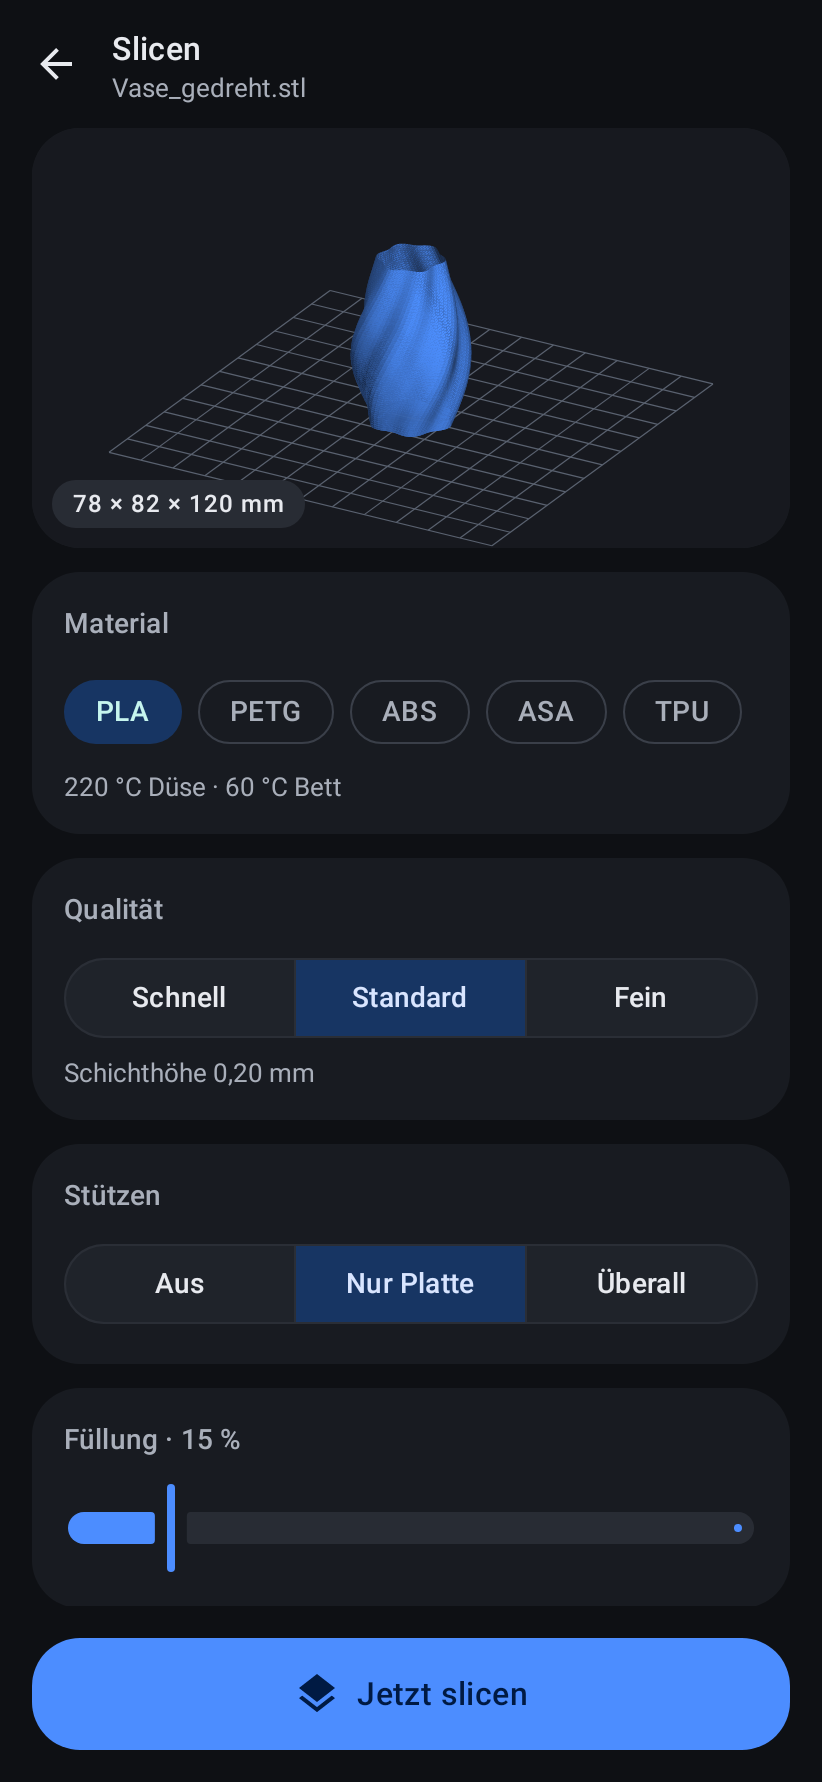 Slicen
Vase_gedreht.stl
78 × 82 × 120 mm
Material
PLA PETG ABS ASA TPU
220 °C Düse · 60 °C Bett
Qualität
Schnell Standard Fein
Schichthöhe 0,20 mm
Stützen
Aus Nur Platte Überall
Füllung · 15 %
Jetzt slicen